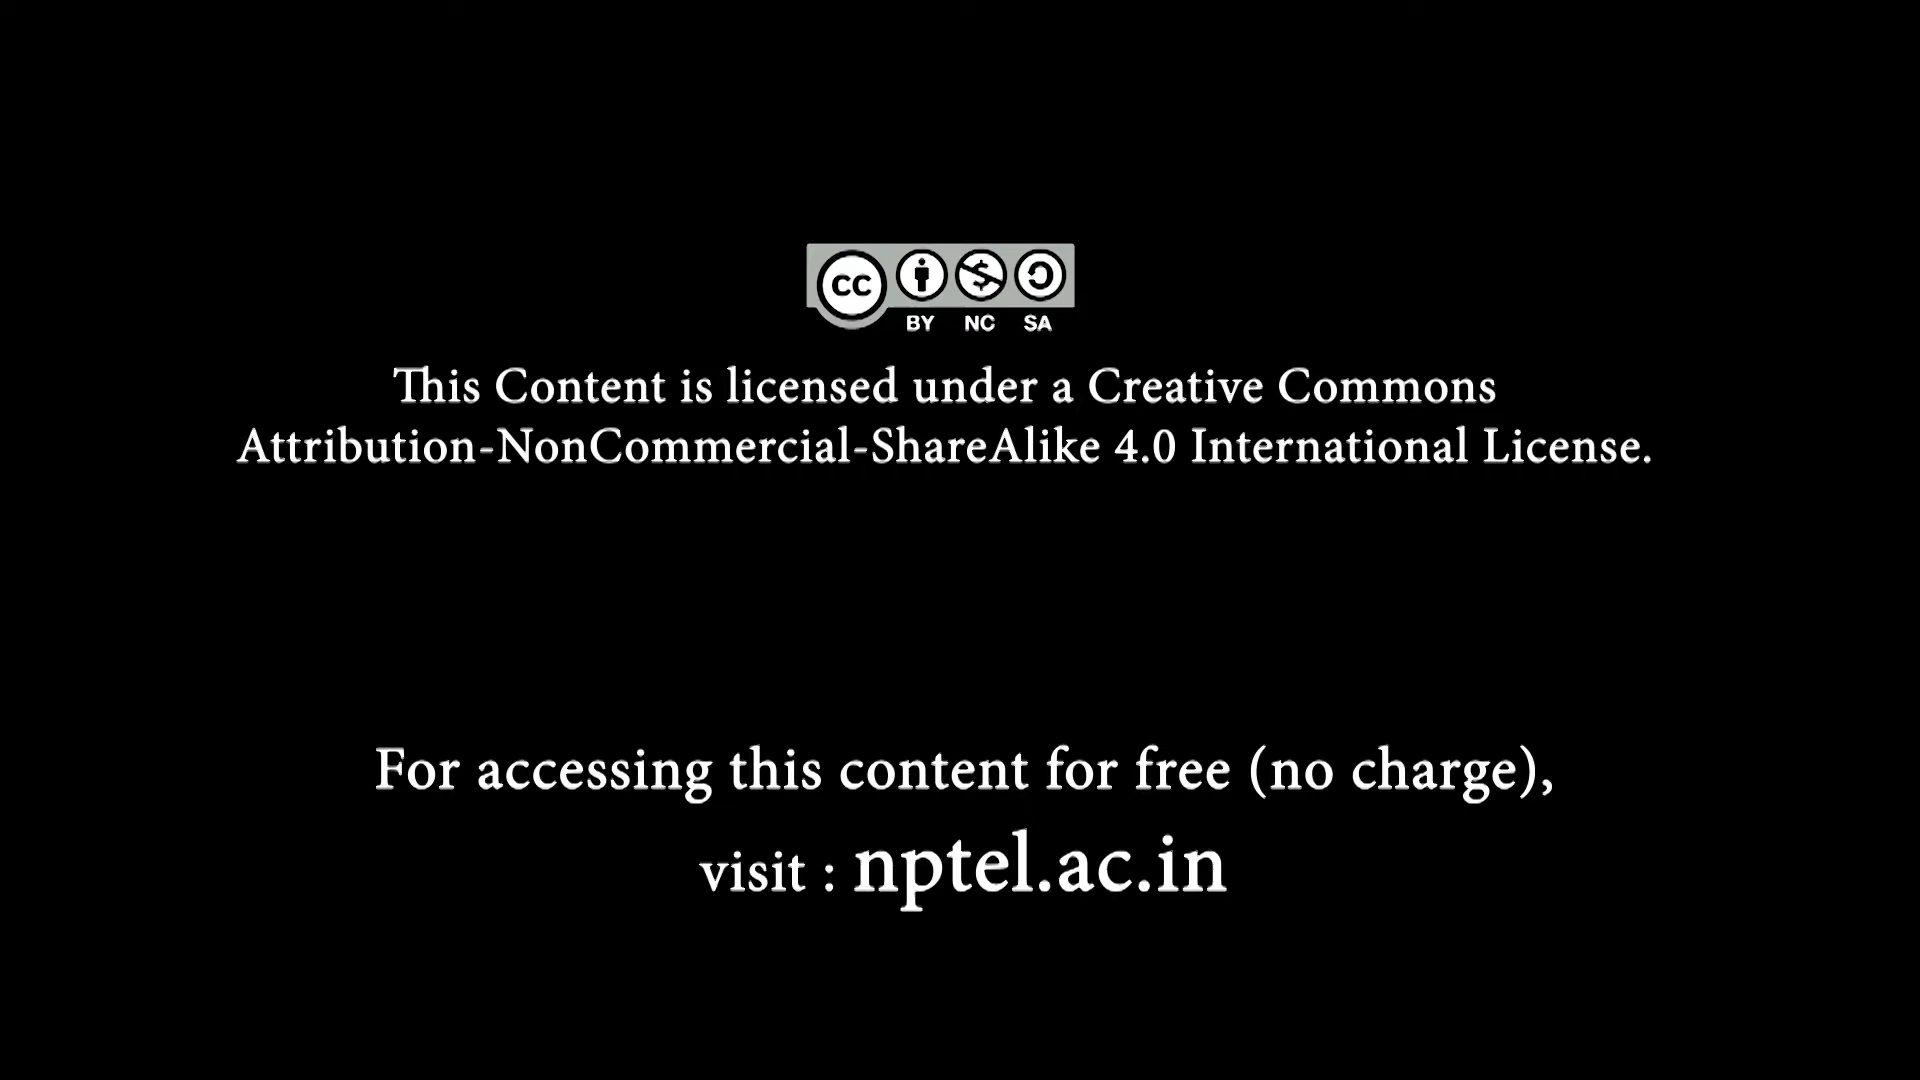 CC
BY NC SA
This Content is licensed under a Creative Commons
Attribution-NonCommercial-ShareAlike 4.0 International License.
For accessing this content for free (no charge),
visit : nptel.ac.in